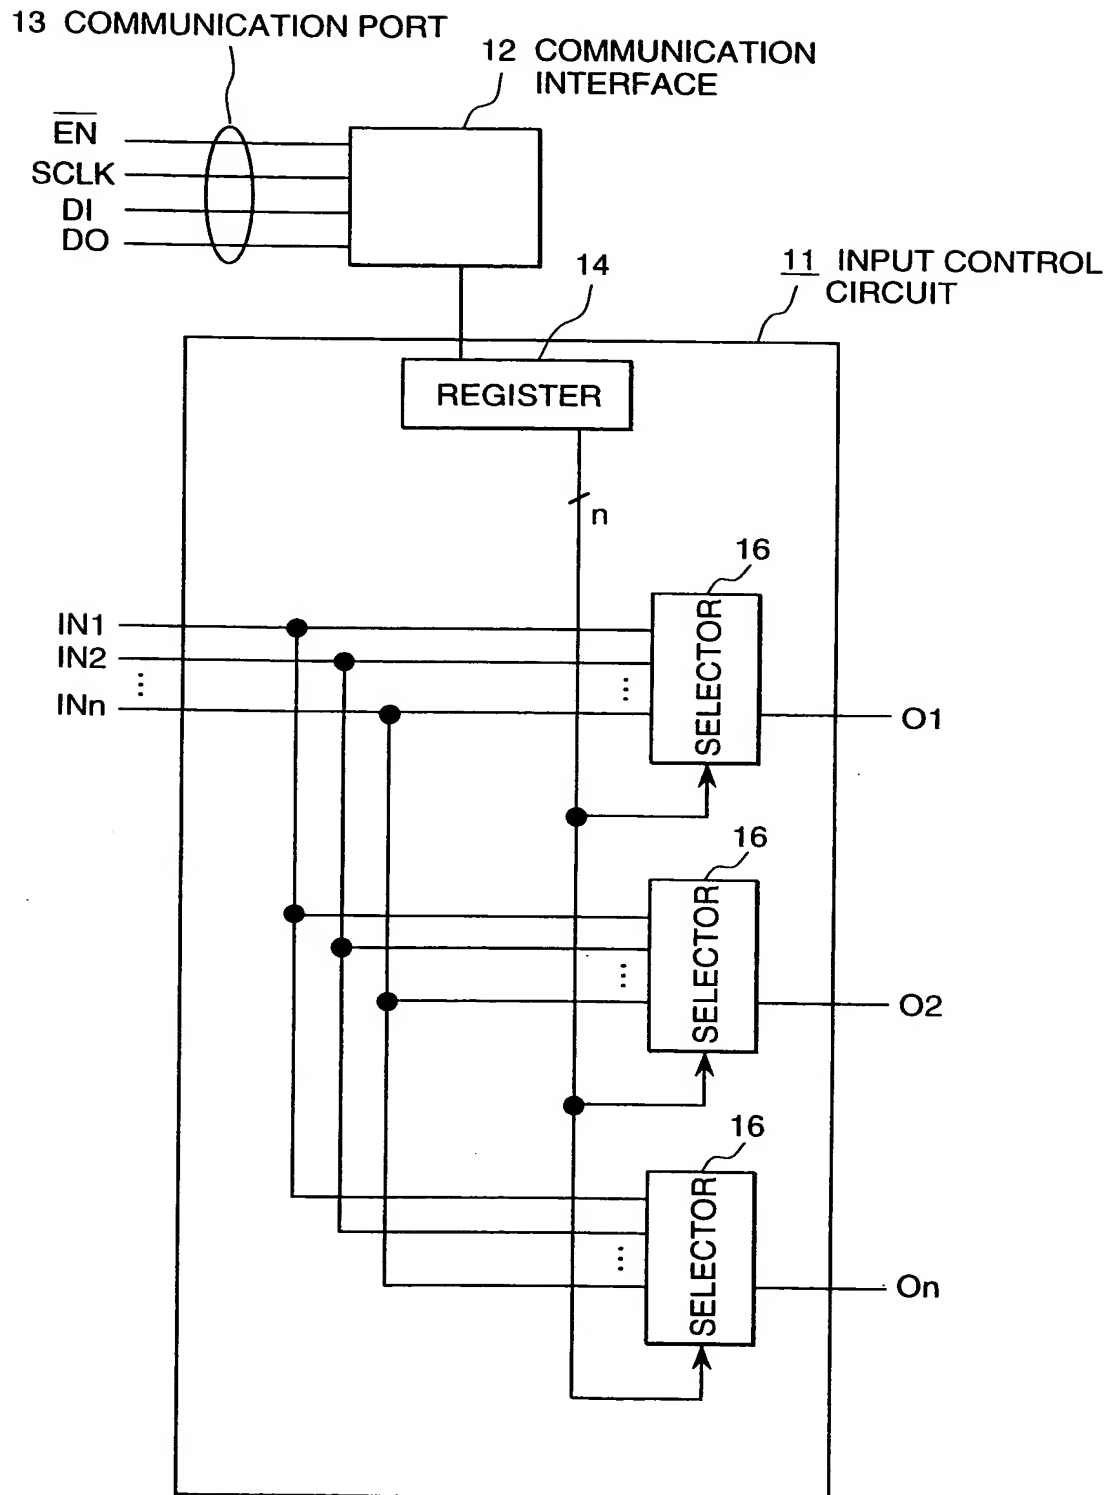 13 COMMUNICATION PORT
12 COMMUNICATION
INTERFACE
E̅N̅
SCLK
DI
DO
14
11 INPUT CONTROL
CIRCUIT
REGISTER
n
16
IN1
IN2
⋮
INn
⋮
SELECTOR
O1
16
⋮
SELECTOR
O2
16
⋮
SELECTOR
On